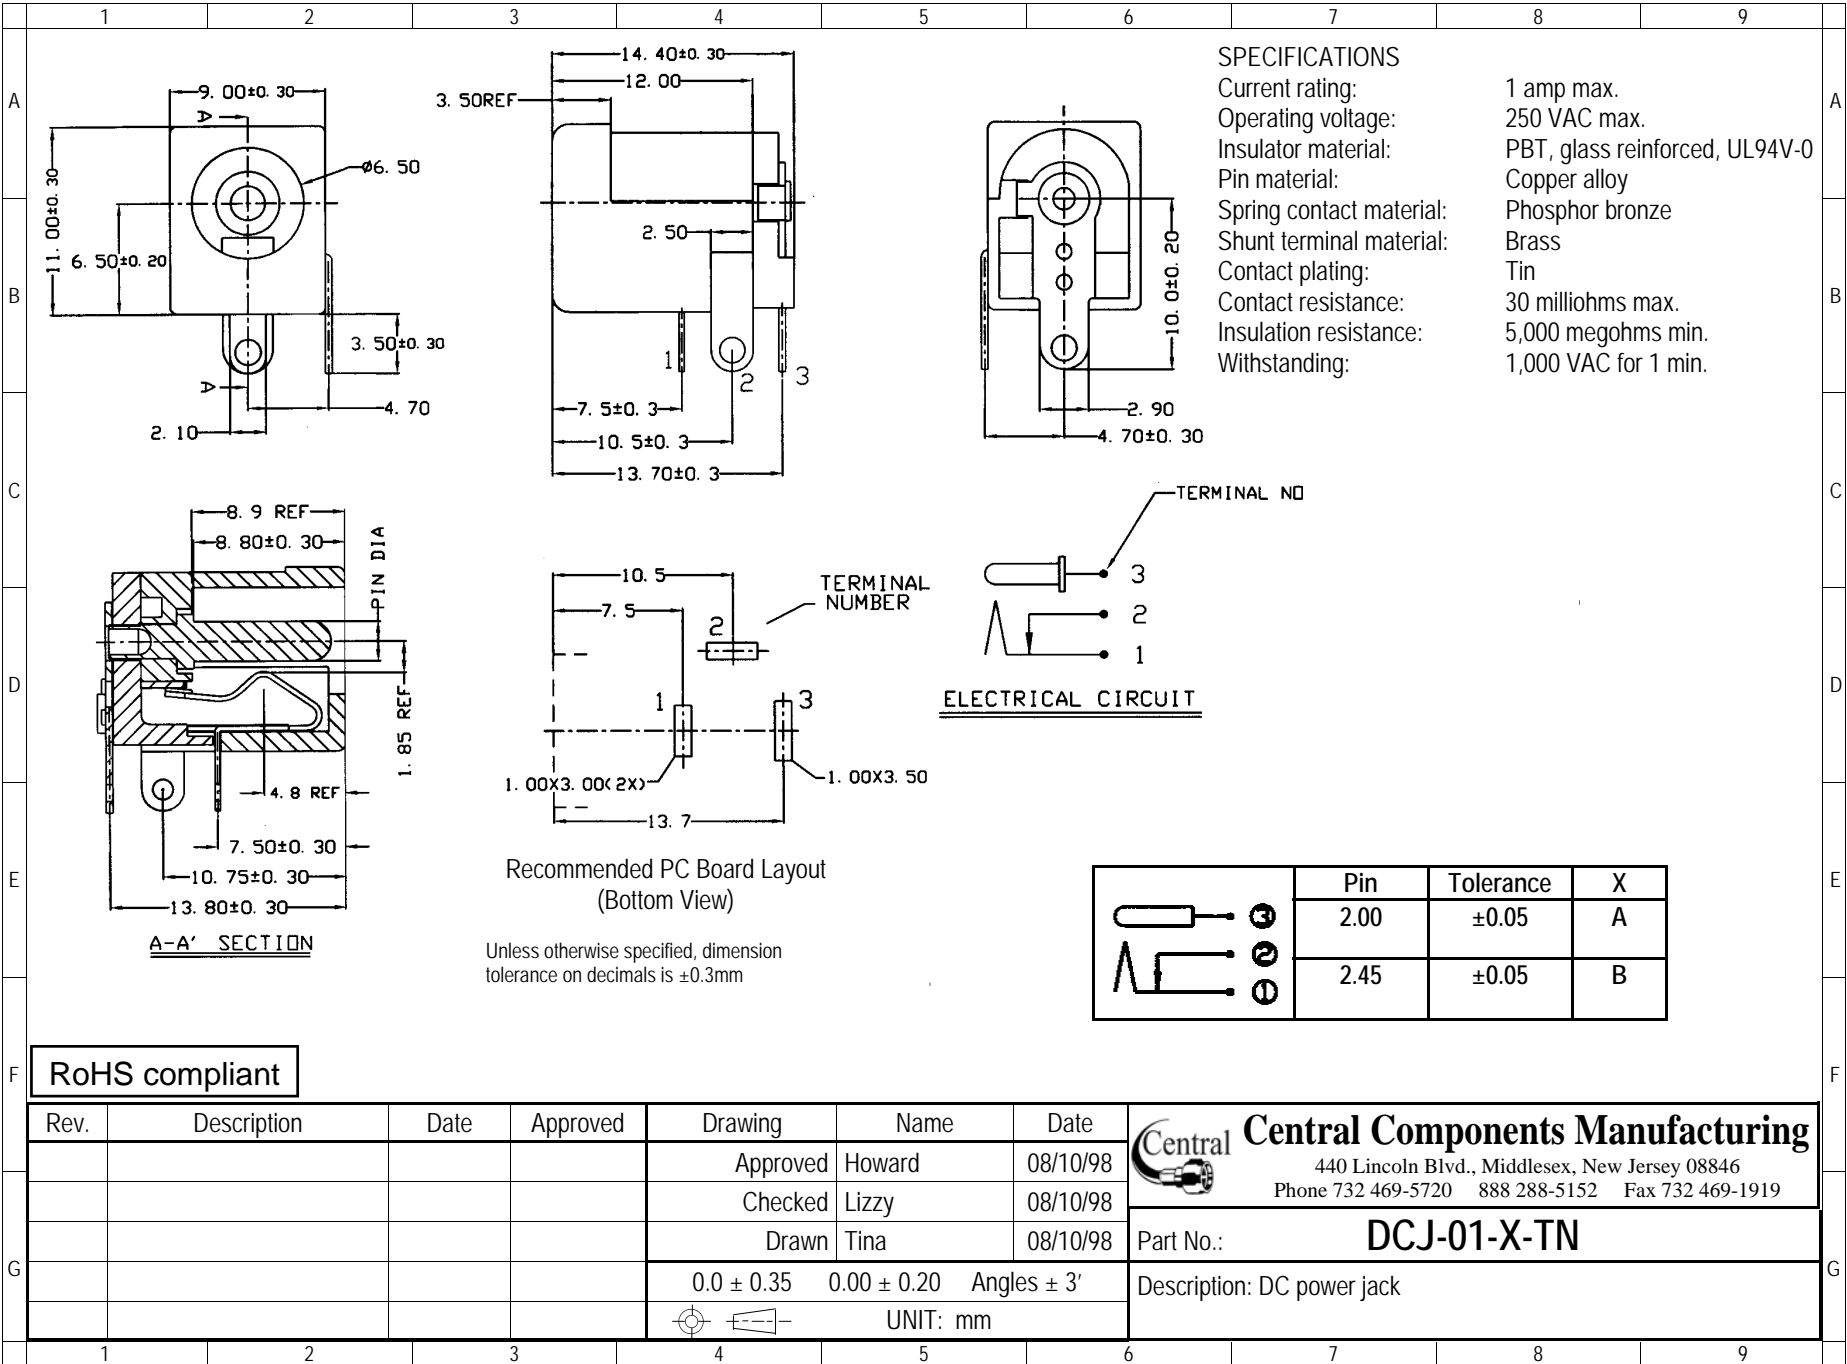 1 2 3 4 5 6 7 8 9
A
B
C
D
E
F
G
A
B
C
D
E
F
G
9. 00±0. 30
A
11. 00±0. 30
ø6. 50
6. 50±0. 20
3. 50±0. 30
A
4. 70
2. 10
14. 40±0. 30
12. 00
3. 50REF
2. 50
1
2
3
7. 5±0. 3
10. 5±0. 3
13. 70±0. 3
10. 0±0. 20
2. 90
4. 70±0. 30
SPECIFICATIONS
Current rating: 1 amp max.
Operating voltage: 250 VAC max.
Insulator material: PBT, glass reinforced, UL94V-0
Pin material: Copper alloy
Spring contact material: Phosphor bronze
Shunt terminal material: Brass
Contact plating: Tin
Contact resistance: 30 milliohms max.
Insulation resistance: 5,000 megohms min.
Withstanding: 1,000 VAC for 1 min.
8. 9 REF
8. 80±0. 30
PIN DIA
1. 85 REF
4. 8 REF
7. 50±0. 30
10. 75±0. 30
13. 80±0. 30
A-A' SECTION
10. 5
7. 5
TERMINAL
NUMBER
2
1
3
1. 00X3. 00(2X)
1. 00X3. 50
13. 7
Recommended PC Board Layout
(Bottom View)
Unless otherwise specified, dimension
tolerance on decimals is ±0.3mm
TERMINAL NO
3
2
1
ELECTRICAL CIRCUIT
Pin Tolerance X
3 2.00 ±0.05 A
2
1 2.45 ±0.05 B
RoHS compliant
Rev. Description Date Approved
Drawing Name Date
Approved Howard 08/10/98
Checked Lizzy 08/10/98
Drawn Tina 08/10/98
0.0 ± 0.35 0.00 ± 0.20 Angles ± 3'
UNIT: mm
Central
Central Components Manufacturing
440 Lincoln Blvd., Middlesex, New Jersey 08846
Phone 732 469-5720 888 288-5152 Fax 732 469-1919
Part No.: DCJ-01-X-TN
Description: DC power jack
1 2 3 4 5 6 7 8 9